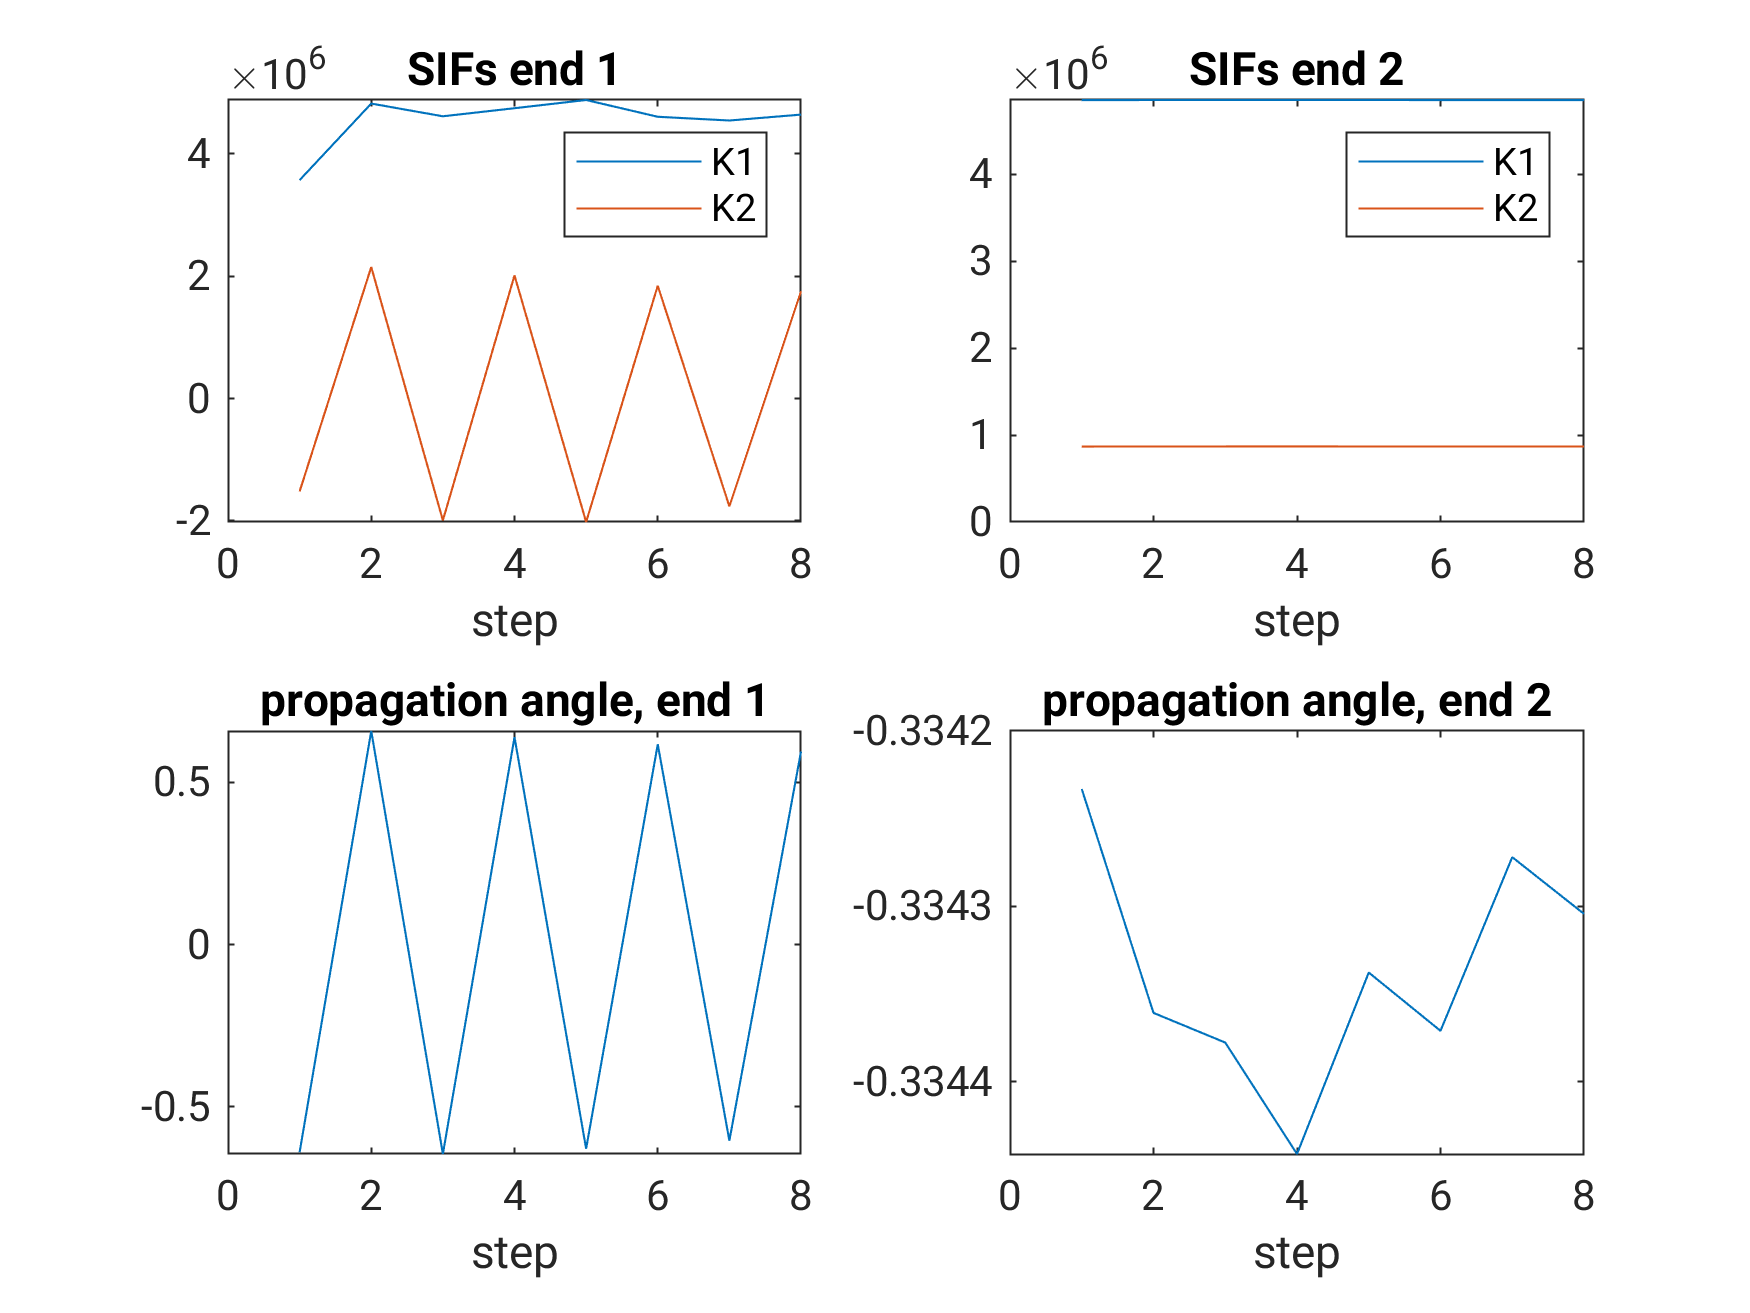 ×10^6
SIFs end 1
4
2
0
-2
K1
K2
0 2 4 6 8
step
×10^6
SIFs end 2
4
3
2
1
0
K1
K2
0 2 4 6 8
step
propagation angle, end 1
0.5
0
-0.5
0 2 4 6 8
step
propagation angle, end 2
-0.3342
-0.3343
-0.3344
0 2 4 6 8
step